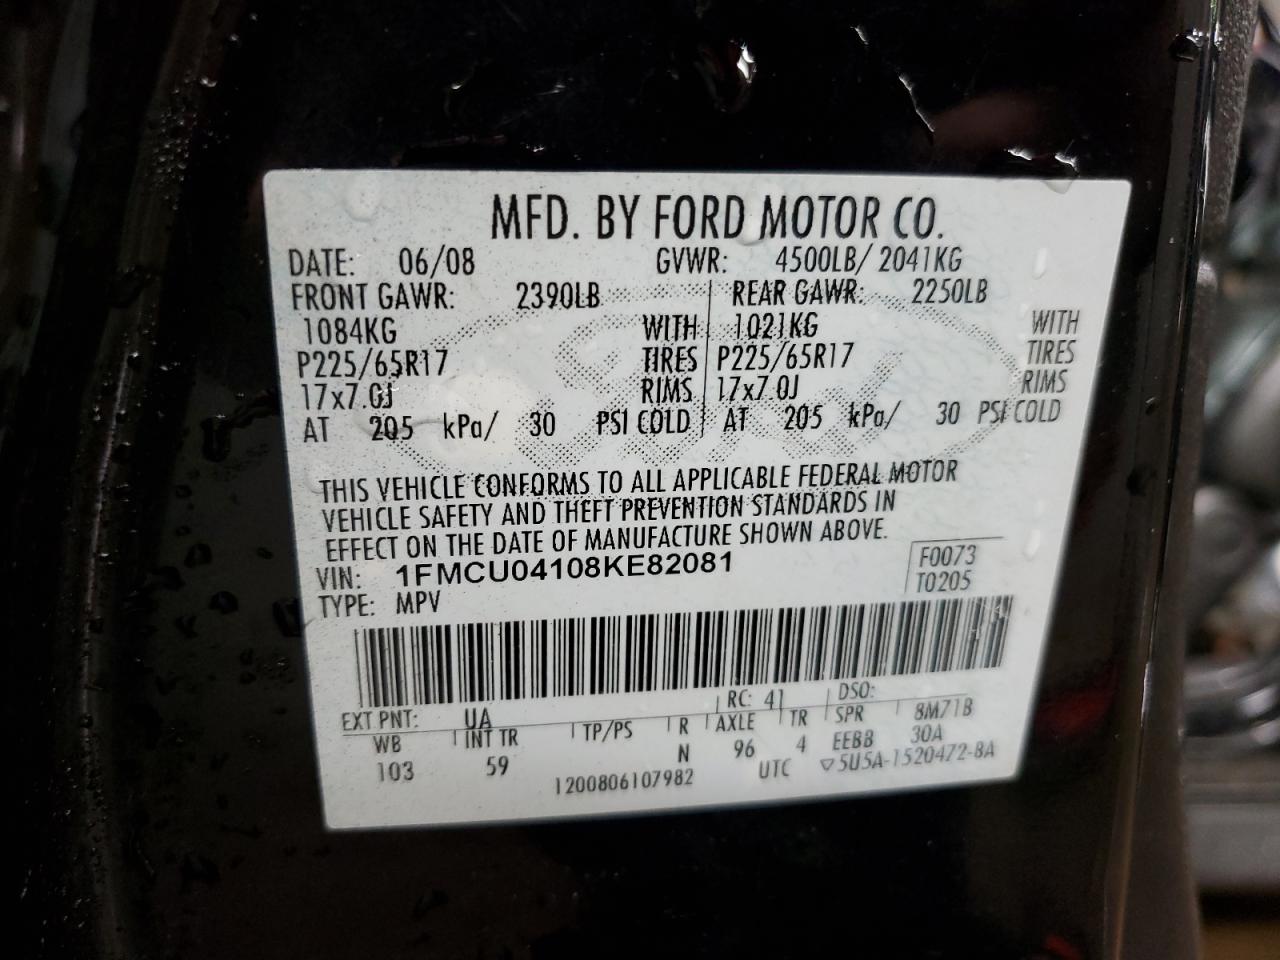 MFD. BY FORD MOTOR CO.
DATE: 06/08 GVWR: 4500LB/ 2041KG
FRONT GAWR: 2390LB REAR GAWR: 2250LB
1084KG WITH 1021KG WITH
P225/65R17 TIRES P225/65R17 TIRES
17x7.0J RIMS 17x7.0J RIMS
AT 205 kPa/ 30 PSI COLD AT 205 kPa/ 30 PSI COLD
THIS VEHICLE CONFORMS TO ALL APPLICABLE FEDERAL MOTOR
VEHICLE SAFETY AND THEFT PREVENTION STANDARDS IN
EFFECT ON THE DATE OF MANUFACTURE SHOWN ABOVE.
VIN: 1FMCU04108KE82081 F0073
TYPE: MPV T0205
EXT PNT: UA RC: 41 DSO:
WB INT TR TP/PS R AXLE TR SPR 8M71B
103 59 N 96 4 EEBB 30A
1200806107982 UTC ▽5U5A-1520472-BA